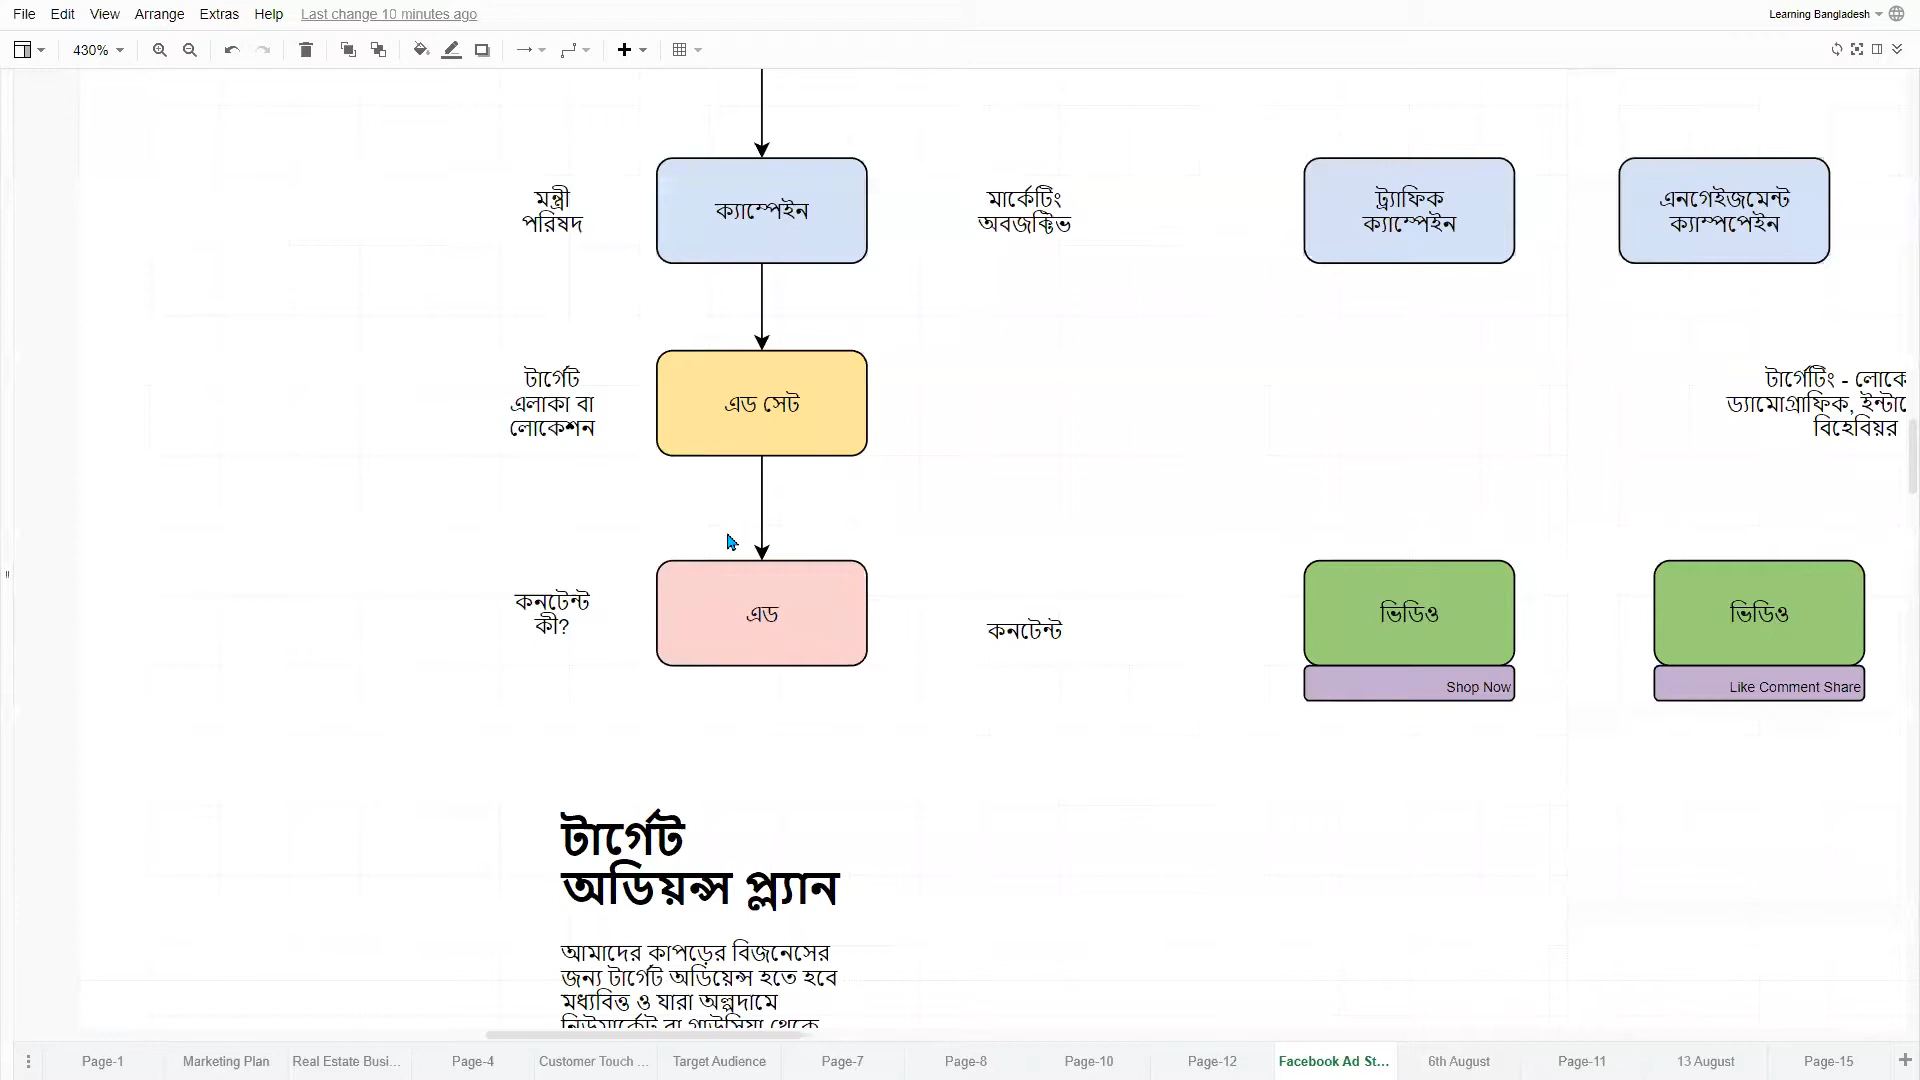 File Edit View Arrange Extras Help Last change 10 minutes ago
Learning Bangladesh
430%
মন্ত্রী
পরিষদ
ক্যাম্পেইন
মার্কেটিং
অবজক্টিভ
ট্র্যাফিক
ক্যাম্পেইন
এনগেইজমেন্ট
ক্যাম্পপেইন
টার্গেট
এলাকা বা
লোকেশন
এড সেট
টার্গেটিং - লোকে
ড্যামোগ্রাফিক, ইন্টা
বিহেবিয়র
কনটেন্ট
কী?
এড
কনটেন্ট
ভিডিও
Shop Now
ভিডিও
Like Comment Share
টার্গেট
অডিয়ন্স প্ল্যান
আমাদের কাপড়ের বিজনেসের
জন্য টার্গেট অডিয়েন্স হতে হবে
মধ্যবিত্ত ও যারা অল্পদামে
নিউমার্কেট বা গাউসিয়া থেকে
Page-1 Marketing Plan Real Estate Busi... Page-4 Customer Touch ... Target Audience Page-7 Page-8 Page-10 Page-12 Facebook Ad St... 6th August Page-11 13 August Page-15